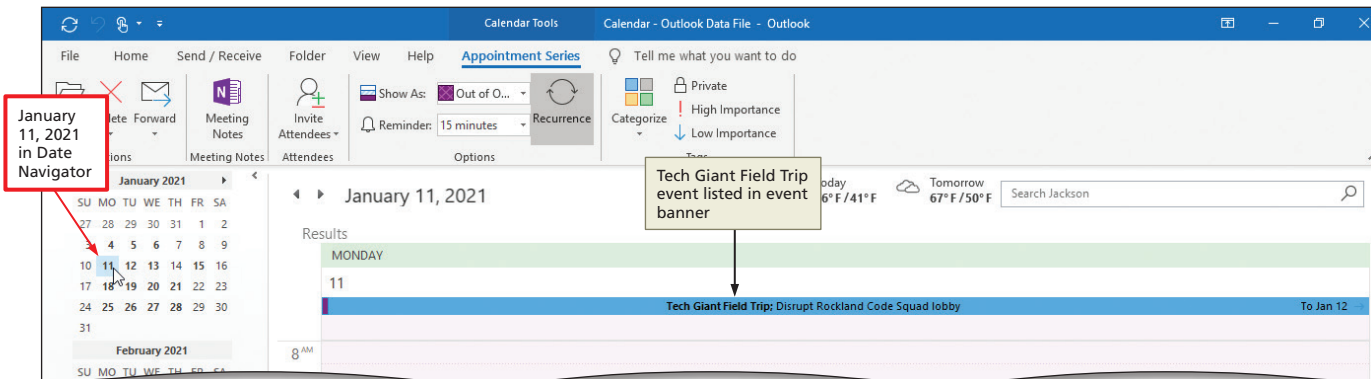 Calendar Tools
Calendar - Outlook Data File - Outlook
File Home Send / Receive Folder View Help Appointment Series Tell me what you want to do
January
11, 2021
in Date
Navigator
Forward
Meeting
Notes
Meeting Notes
Invite
Attendees
Attendees
Show As: Out of O...
Reminder: 15 minutes
Recurrence
Options
Categorize
Private
High Importance
Low Importance
Tags
Tech Giant Field Trip
event listed in event
banner
January 2021
SU MO TU WE TH FR SA
27 28 29 30 31 1 2
3 4 5 6 7 8 9
10 11 12 13 14 15 16
17 18 19 20 21 22 23
24 25 26 27 28 29 30
31
February 2021
SU MO TU WE TH FR SA
January 11, 2021
6°F/41°F
Tomorrow
67°F/50°F
Search Jackson
Results
MONDAY
11
Tech Giant Field Trip; Disrupt Rockland Code Squad lobby
To Jan 12
8 AM